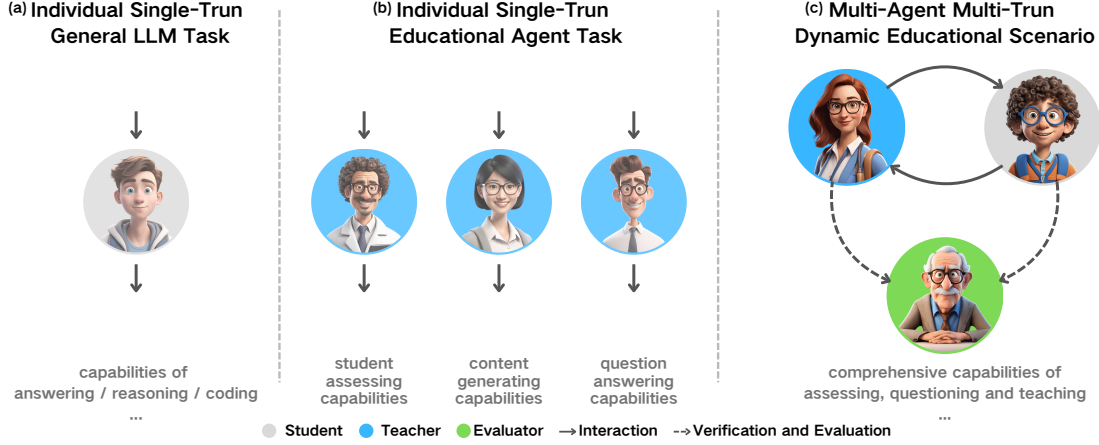 (a) Individual Single-Trun
General LLM Task
capabilities of
answering / reasoning / coding
...
(b) Individual Single-Trun
Educational Agent Task
student
assessing
capabilities
content
generating
capabilities
question
answering
capabilities
(c) Multi-Agent Multi-Trun
Dynamic Educational Scenario
comprehensive capabilities of
assessing, questioning and teaching
...
Student Teacher Evaluator Interaction Verification and Evaluation